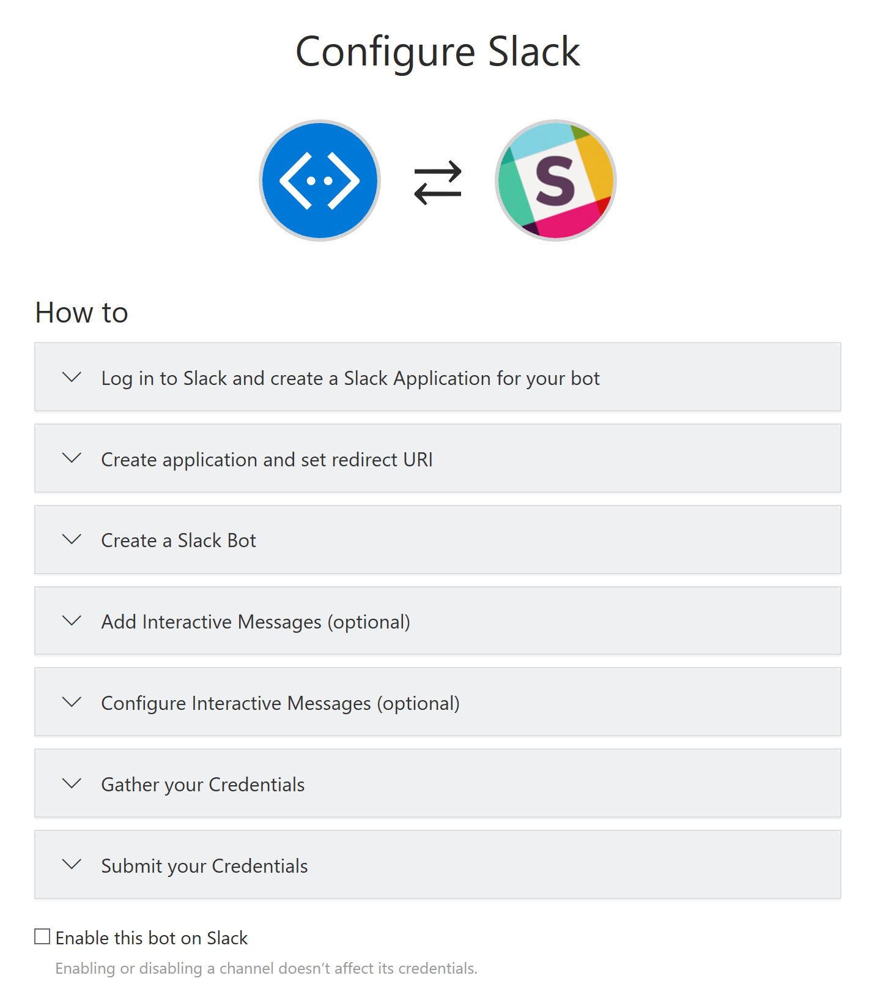 Configure Slack
S
How to
Log in to Slack and create a Slack Application for your bot
Create application and set redirect URI
Create a Slack Bot
Add Interactive Messages (optional)
Configure Interactive Messages (optional)
Gather your Credentials
Submit your Credentials
Enable this bot on Slack
Enabling or disabling a channel doesn’t affect its credentials.